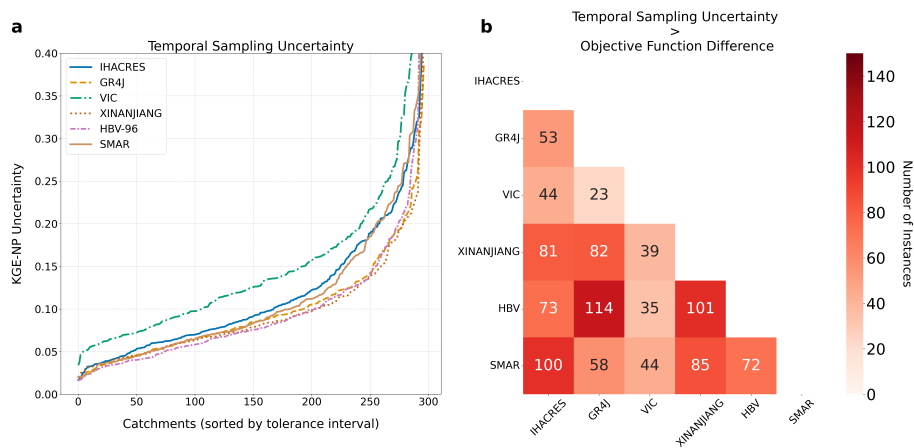 a
Temporal Sampling Uncertainty
KGE-NP Uncertainty
0.40
0.35
0.30
0.25
0.20
0.15
0.10
0.05
0.00
IHACRES
GR4J
VIC
XINANJIANG
HBV-96
SMAR
0 50 100 150 200 250 300
Catchments (sorted by tolerance interval)
b
Temporal Sampling Uncertainty
>
Objective Function Difference
IHACRES
GR4J 53
VIC 44 23
XINANJIANG 81 82 39
HBV 73 114 35 101
SMAR 100 58 44 85 72
IHACRES GR4J VIC XINANJIANG HBV SMAR
140
120
100
80
60
40
20
0
Number of Instances